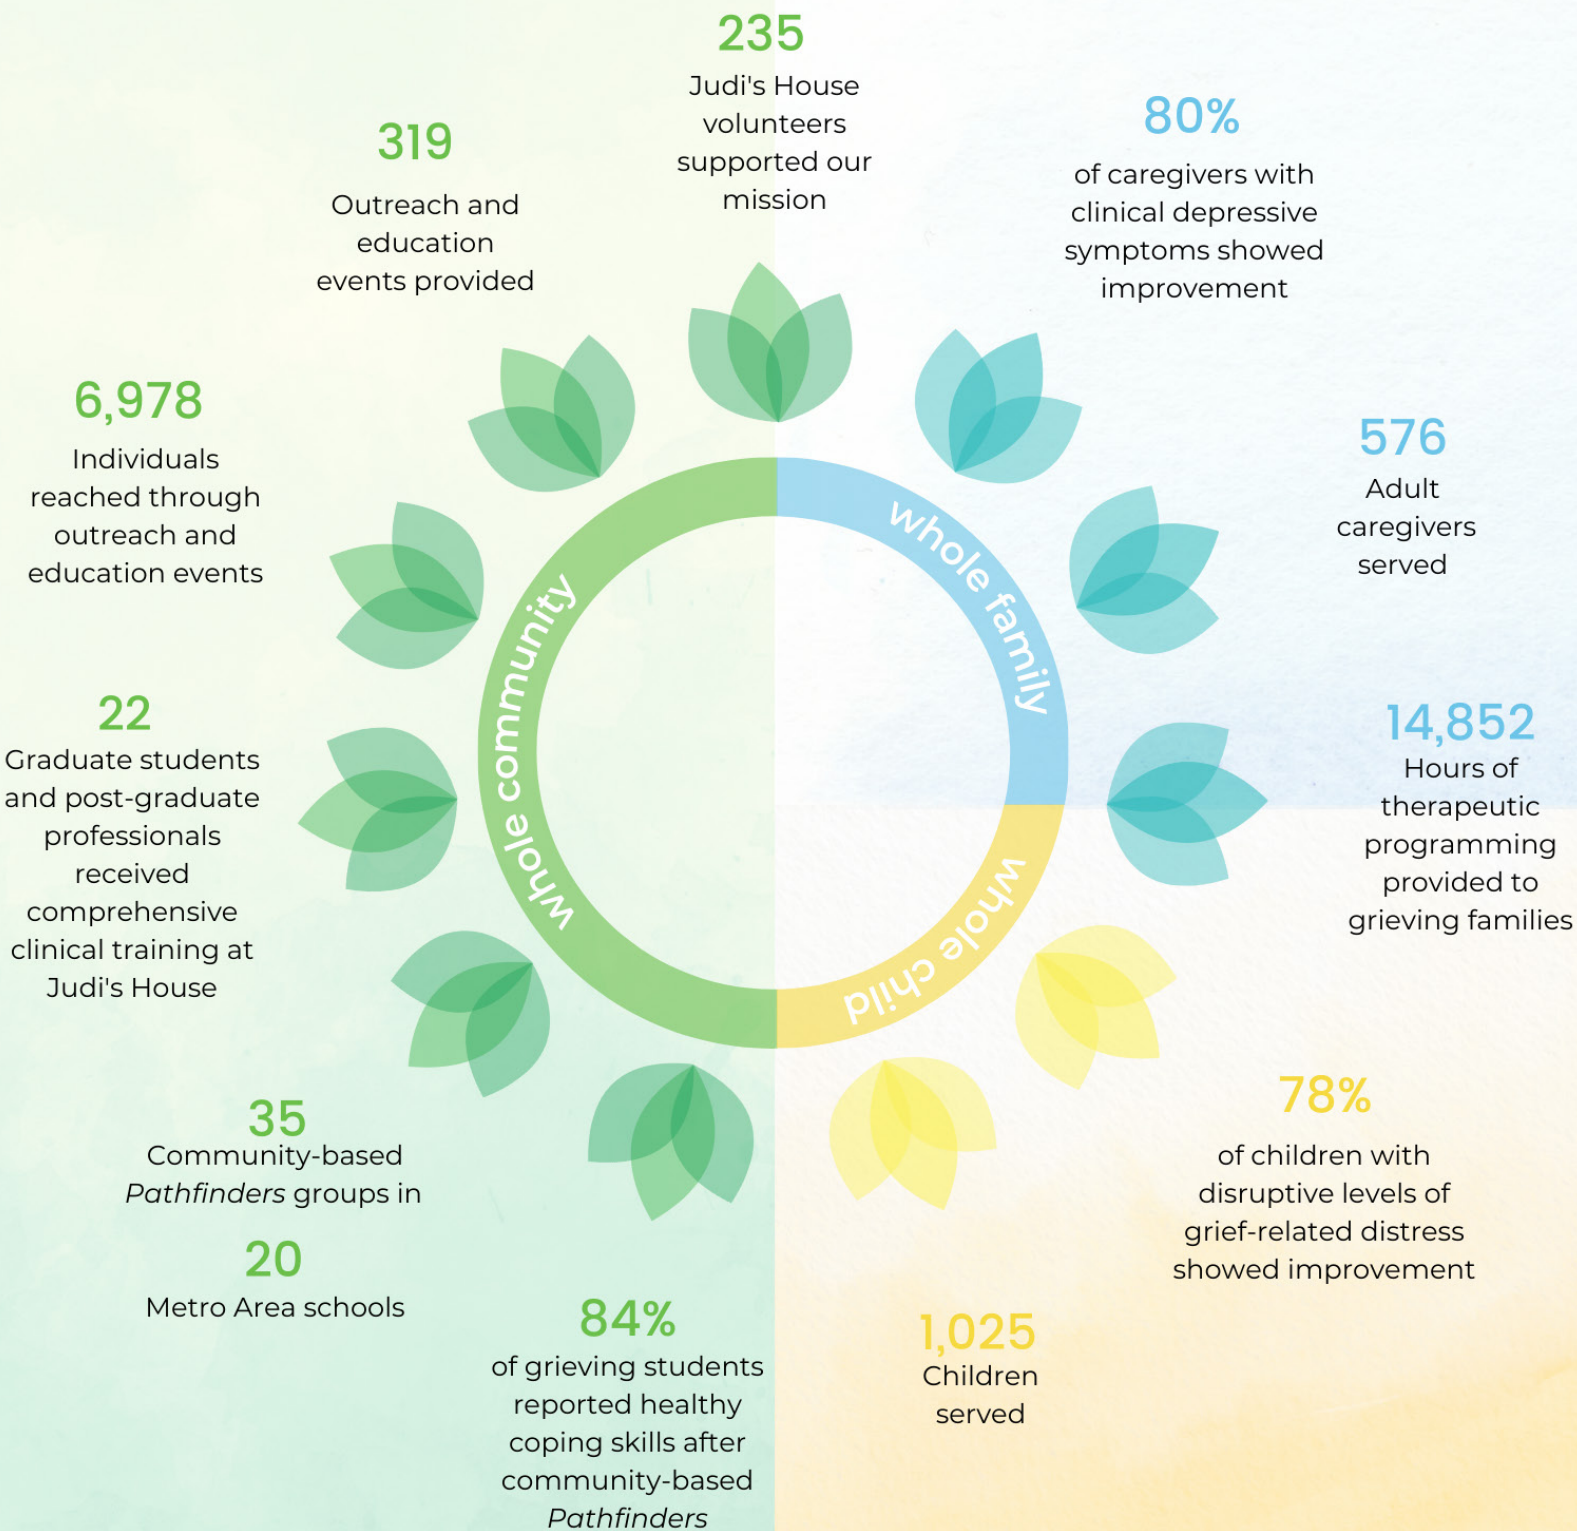 235
Judi's House
volunteers
supported our
mission
80%
of caregivers with
clinical depressive
symptoms showed
improvement
576
Adult
caregivers
served
14,852
Hours of
therapeutic
programming
provided to
grieving families
78%
of children with
disruptive levels of
grief-related distress
showed improvement
1,025
Children
served
84%
of grieving students
reported healthy
coping skills after
community-based
Pathfinders
35
Community-based
Pathfinders groups in
20
Metro Area schools
22
Graduate students
and post-graduate
professionals
received
comprehensive
clinical training at
Judi's House
6,978
Individuals
reached through
outreach and
education events
319
Outreach and
education
events provided
whole community
whole family
whole child